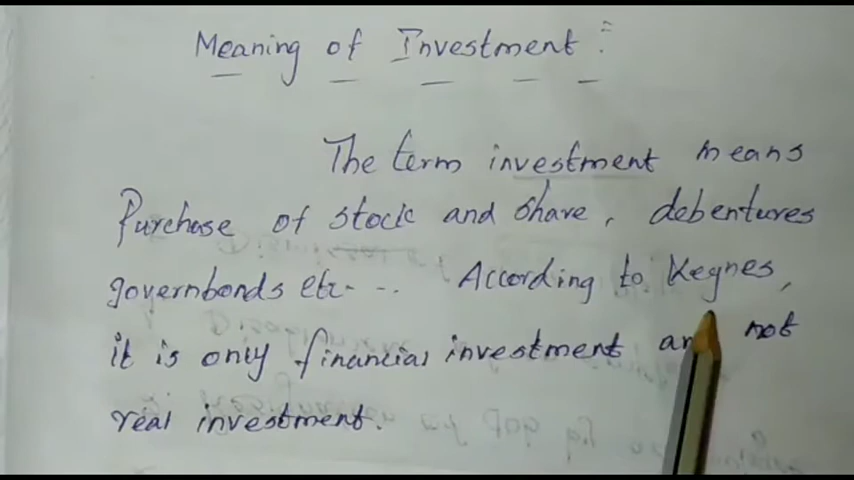 Meaning of Investment :
The term investment means
Purchase of stock and share, debentures
governbonds etc- ... According to Keynes,
it is only financial investment and not
real investment.